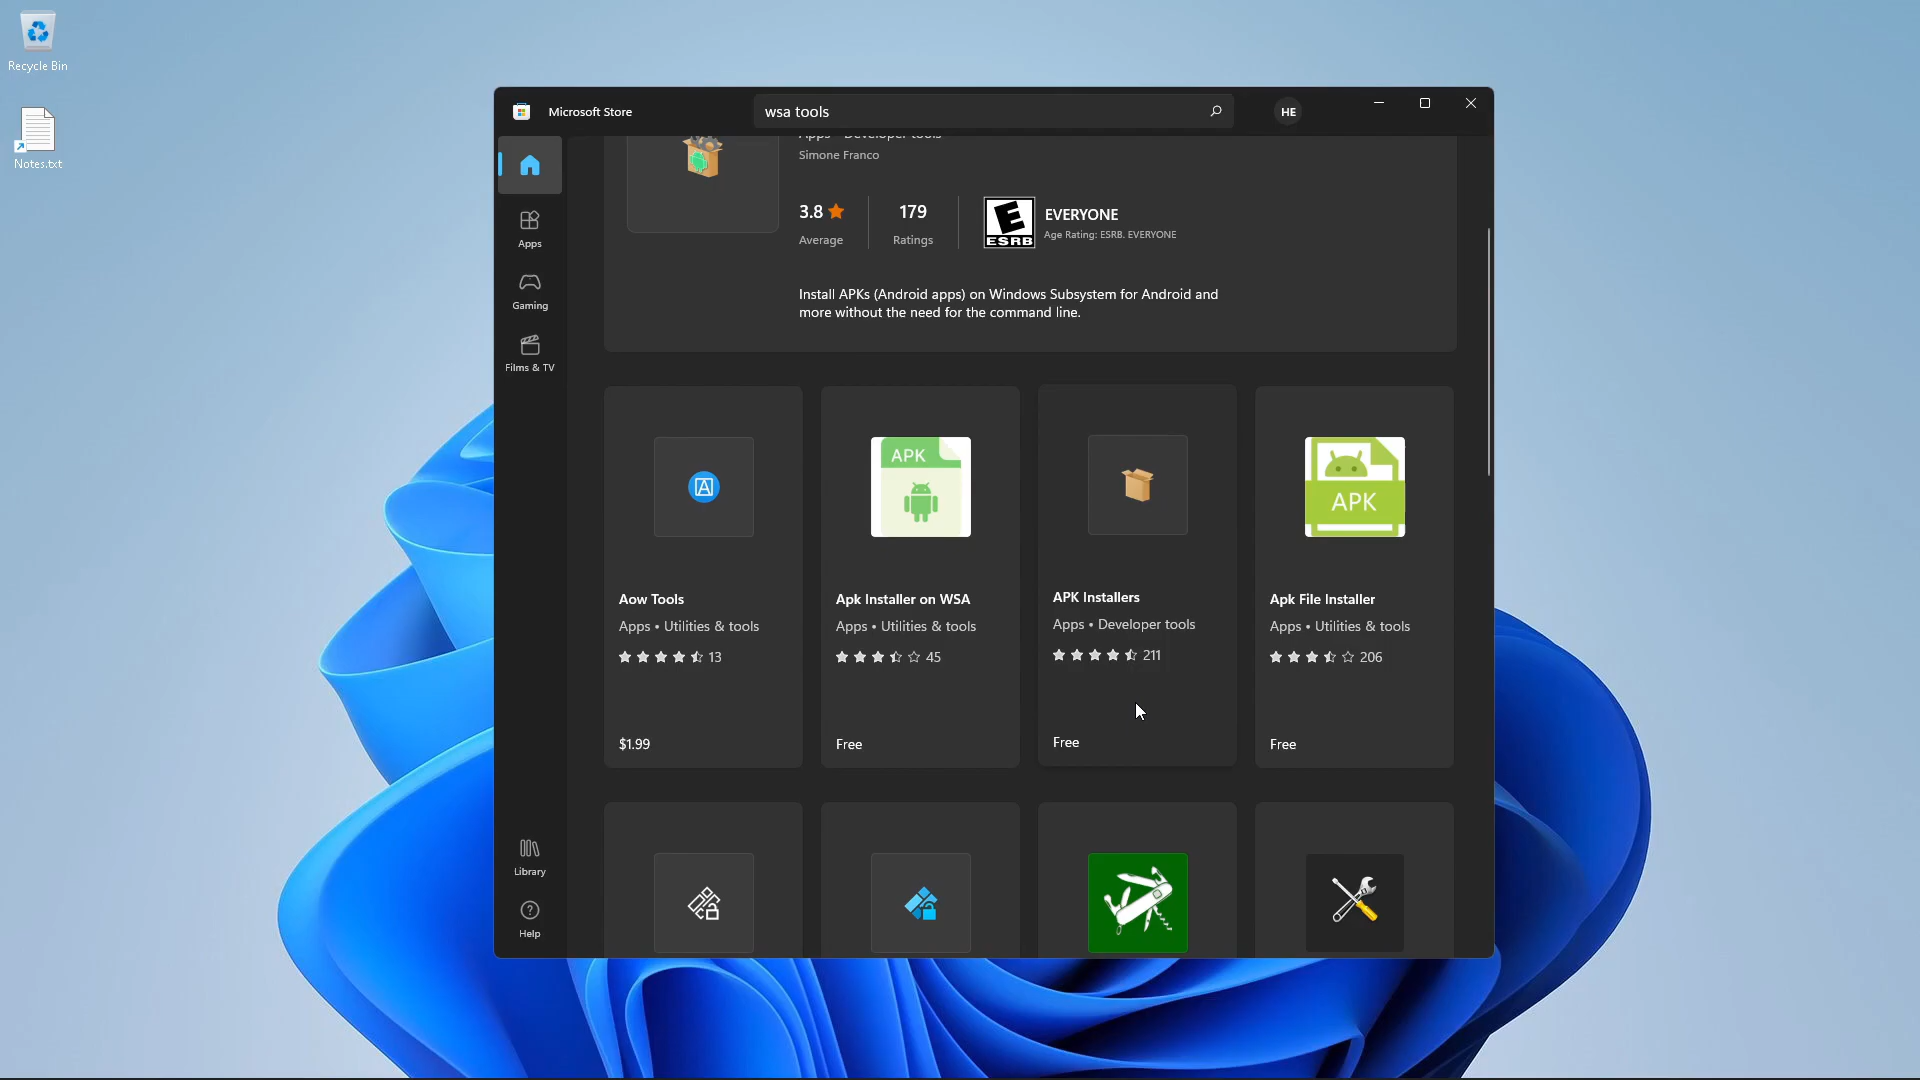 Recycle Bin
Notes.txt
Microsoft Store
wsa tools
HE
Apps
Gaming
Films & TV
Library
Help
Apps • Developer tools
Simone Franco
3.8
Average
179
Ratings
E
ESRB
EVERYONE
Age Rating: ESRB. EVERYONE
Install APKs (Android apps) on Windows Subsystem for Android and
more without the need for the command line.
A
Aow Tools
Apps • Utilities & tools
13
$1.99
APK
Apk Installer on WSA
Apps • Utilities & tools
45
Free
APK Installers
Apps • Developer tools
211
Free
APK
Apk File Installer
Apps • Utilities & tools
206
Free